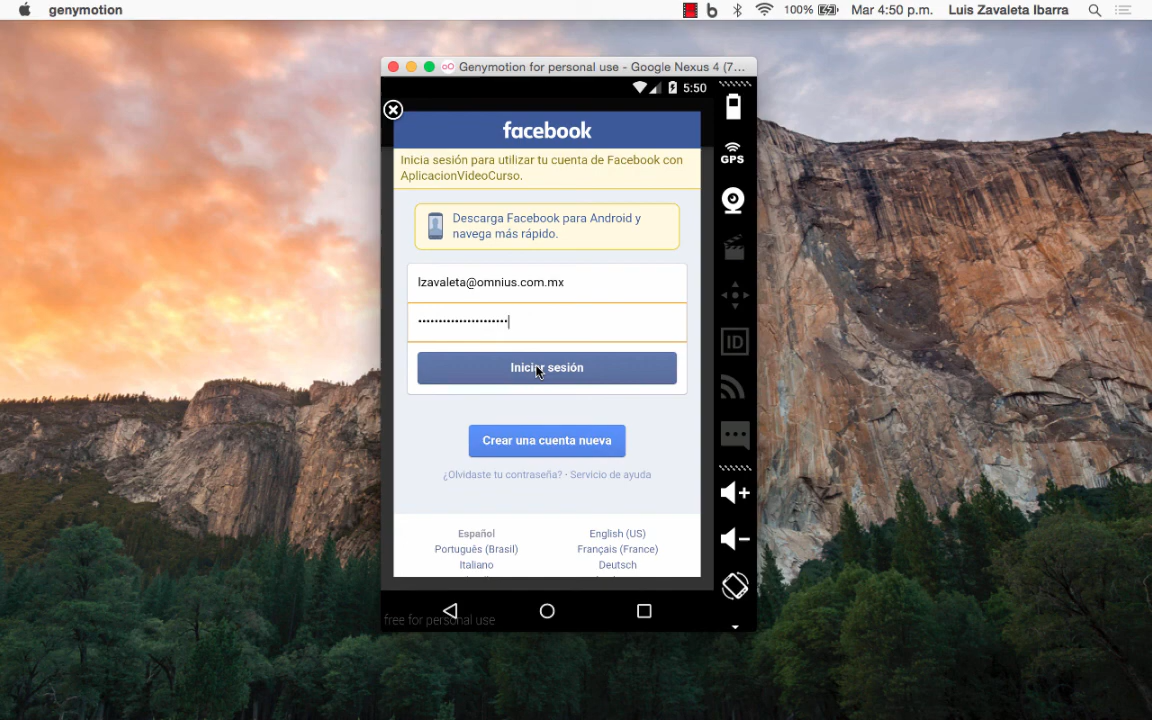 genymotion
100%
Mar 4:50 p.m.
Luis Zavaleta Ibarra
Genymotion for personal use - Google Nexus 4 (7...
5:50
facebook
Inicia sesión para utilizar tu cuenta de Facebook con
AplicacionVideoCurso.
Descarga Facebook para Android y
navega más rápido.
lzavaleta@omnius.com.mx
Iniciar sesión
Crear una cuenta nueva
¿Olvidaste tu contraseña? · Servicio de ayuda
Español
English (US)
Português (Brasil)
Français (France)
Italiano
Deutsch
GPS
ID
free for personal use